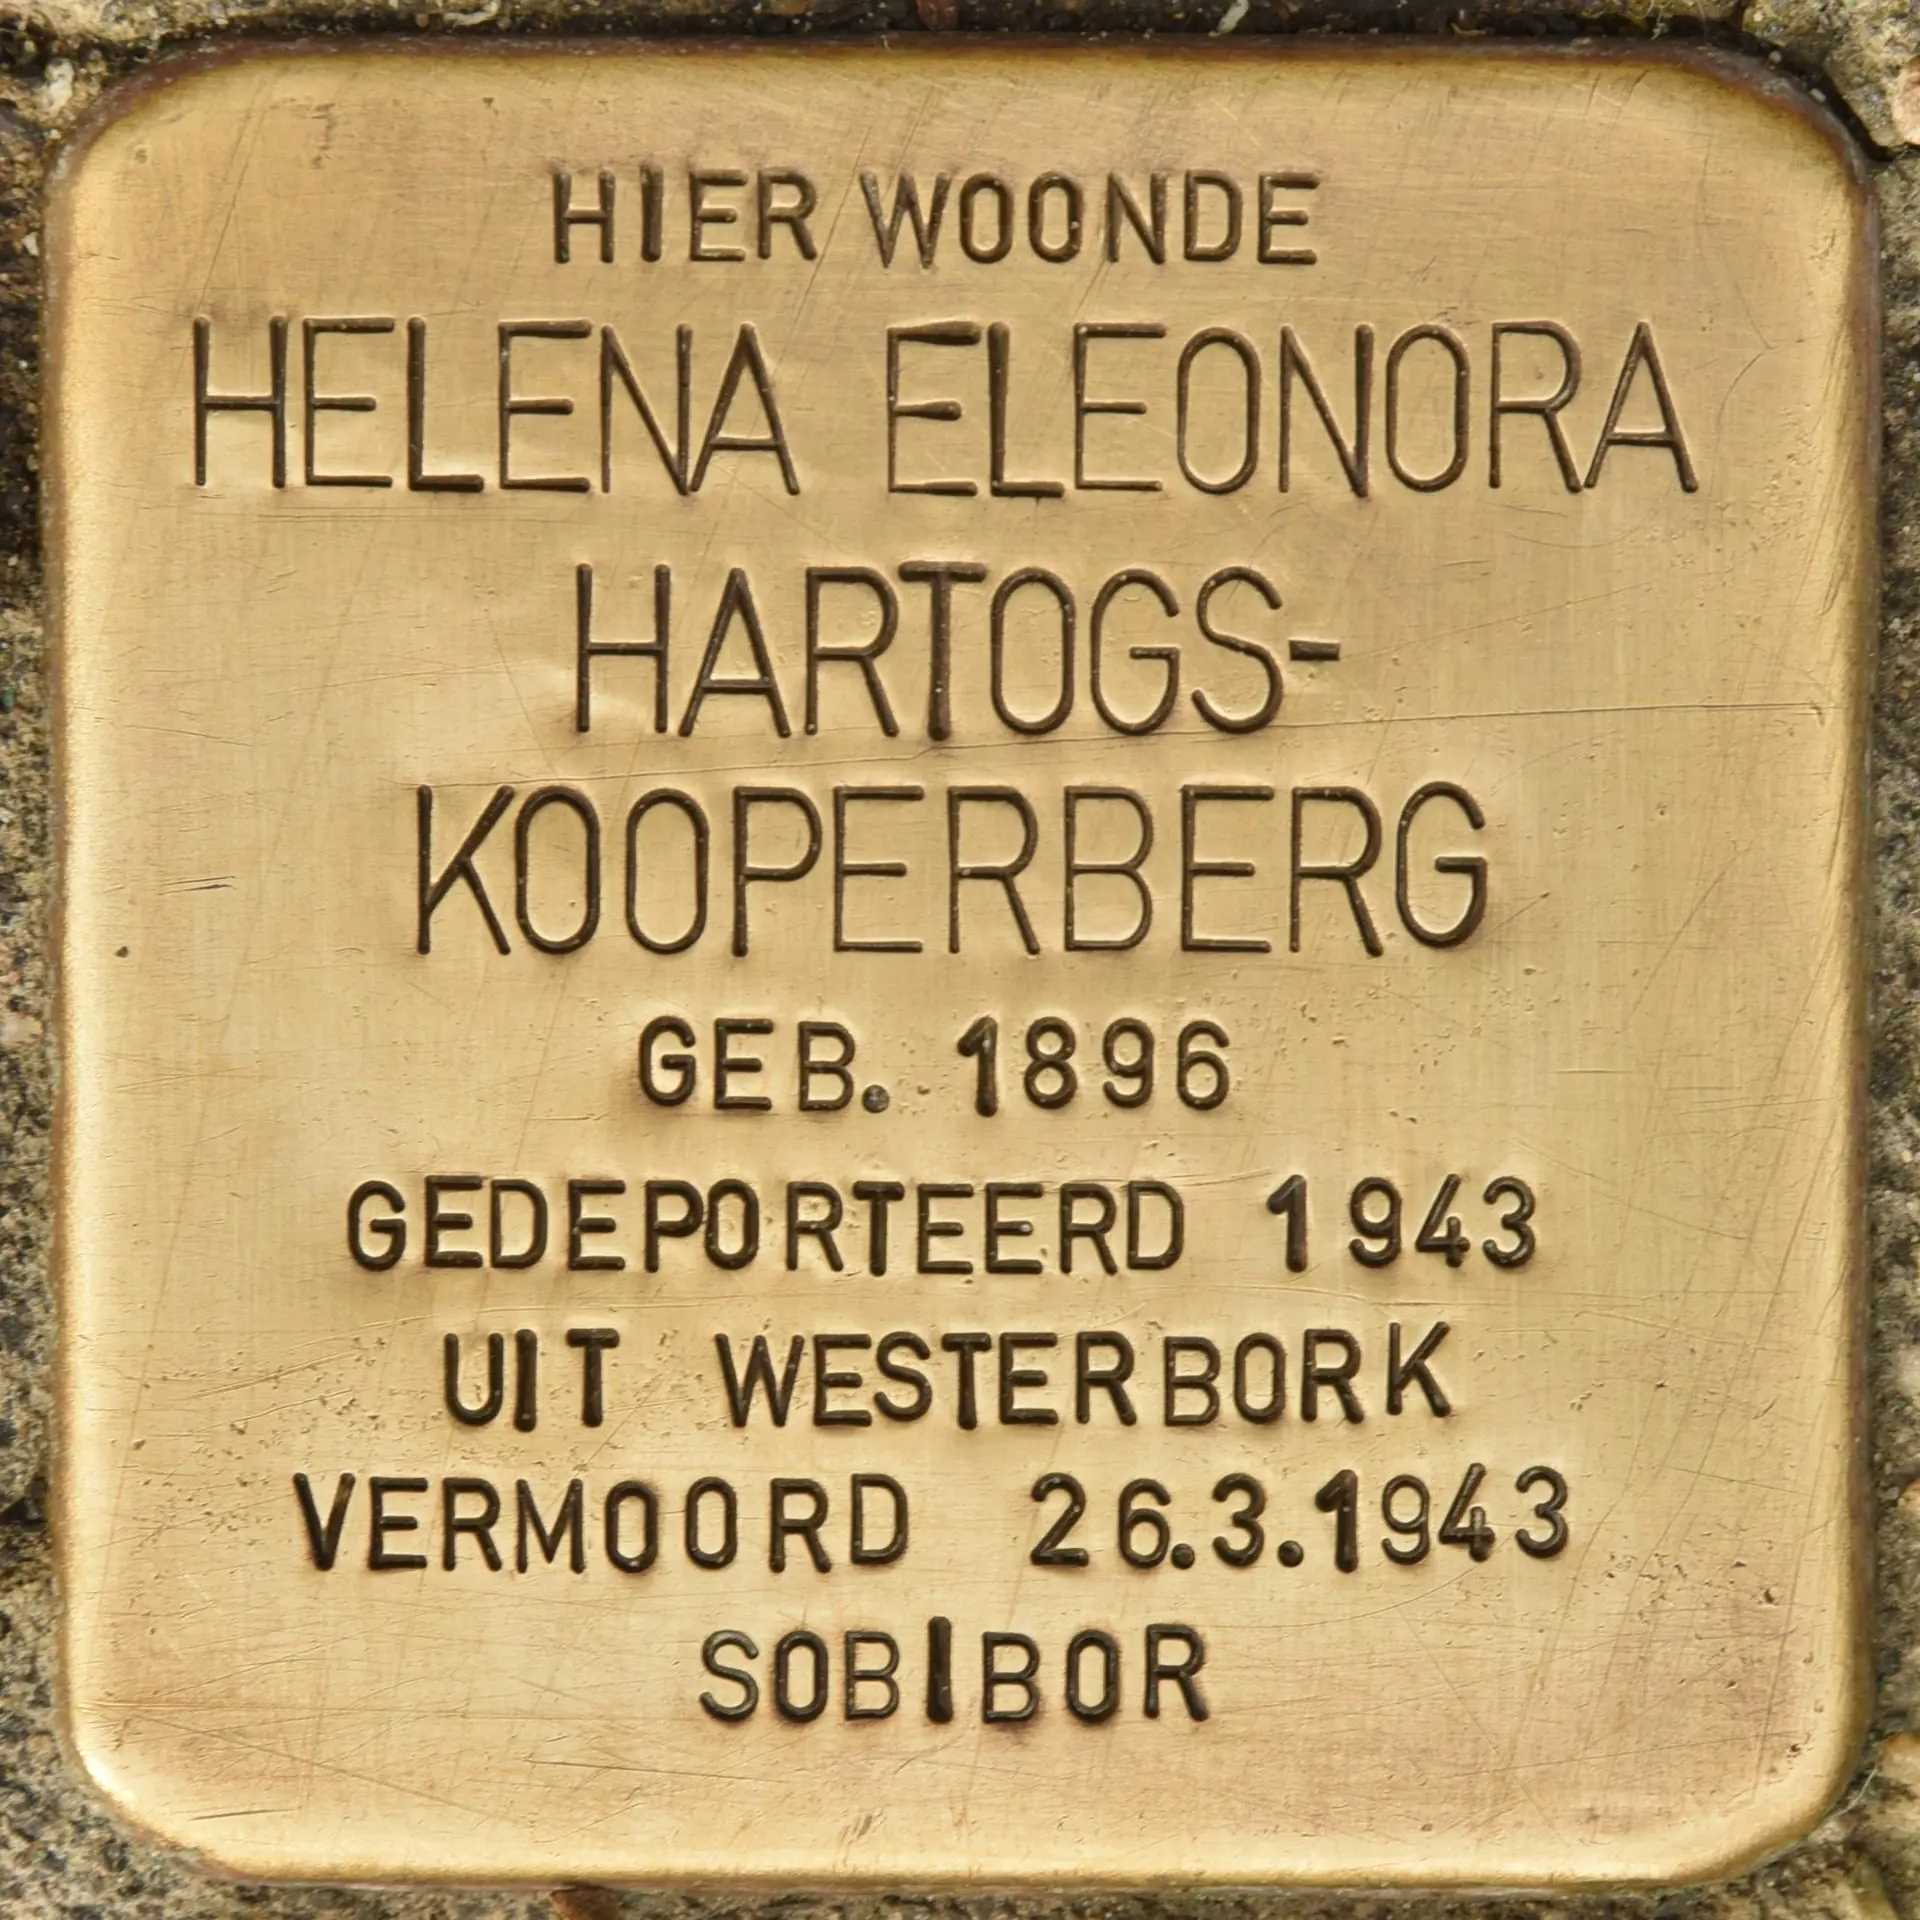 HIER WOONDE
HELENA ELEONORA
HARTOGS-
KOOPERBERG
GEB. 1896
GEDEPORTEERD 1943
UIT WESTERBORK
VERMOORD 26.3.1943
SOBIBOR